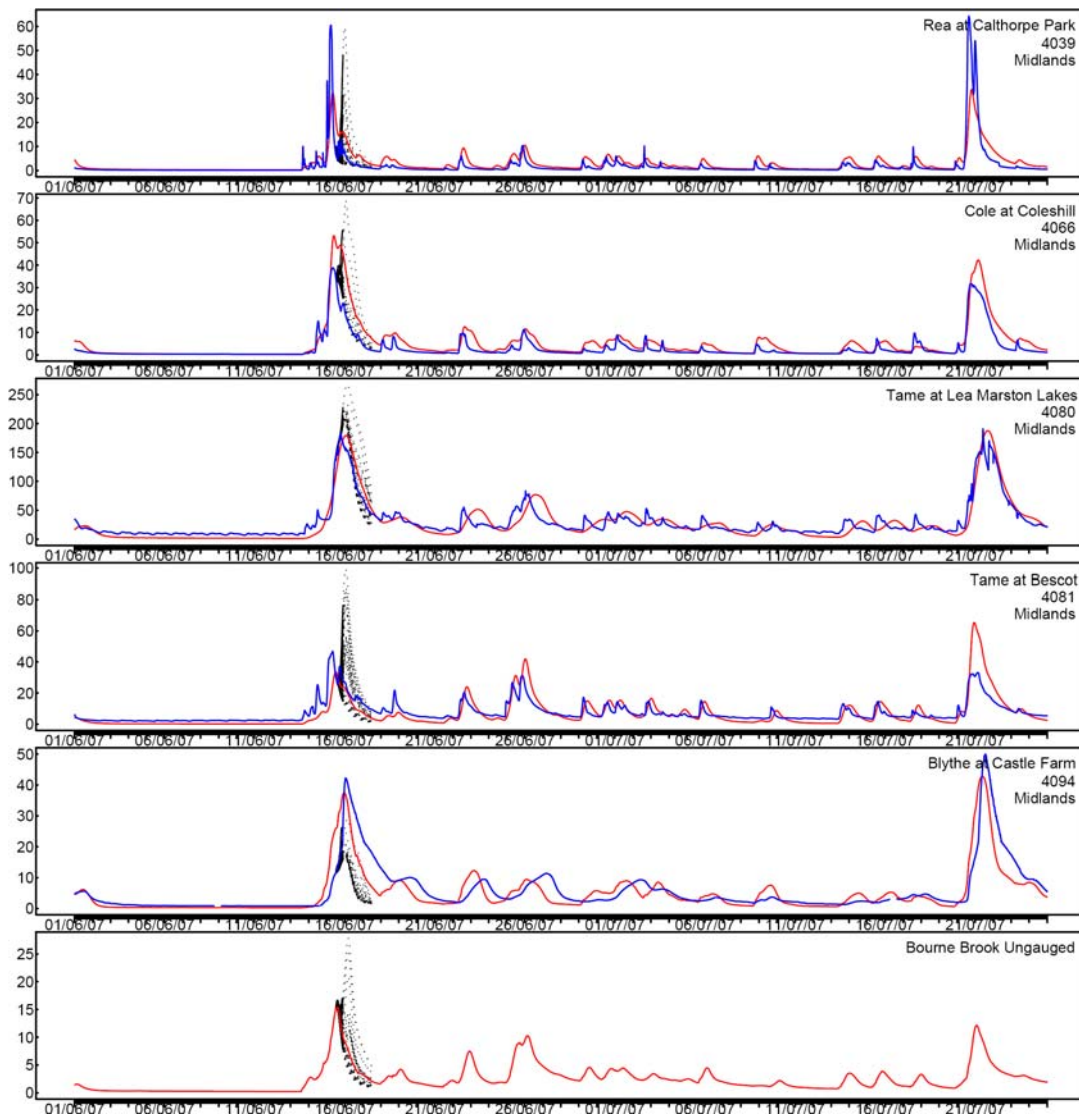 60
Rea at Calthorpe Park
50
4039
40
Midlands
30
20
10
0
01/06/07 06/06/07 11/06/07 16/06/07 21/06/07 26/06/07 01/07/07 06/07/07 11/07/07 16/07/07 21/07/07
70
Cole at Coleshill
60
4066
50
Midlands
40
30
20
10
0
01/06/07 06/06/07 11/06/07 16/06/07 21/06/07 26/06/07 01/07/07 06/07/07 11/07/07 16/07/07 21/07/07
Tame at Lea Marston Lakes
250
4080
200
Midlands
150
100
50
0
01/06/07 06/06/07 11/06/07 16/06/07 21/06/07 26/06/07 01/07/07 06/07/07 11/07/07 16/07/07 21/07/07
100
Tame at Bescot
80
4081
Midlands
60
40
20
0
01/06/07 06/06/07 11/06/07 16/06/07 21/06/07 26/06/07 01/07/07 06/07/07 11/07/07 16/07/07 21/07/07
50
Blythe at Castle Farm
40
4094
Midlands
30
20
10
0
01/06/07 06/06/07 11/06/07 16/06/07 21/06/07 26/06/07 01/07/07 06/07/07 11/07/07 16/07/07 21/07/07
Bourne Brook Ungauged
25
20
15
10
5
0
01/06/07 06/06/07 11/06/07 16/06/07 21/06/07 26/06/07 01/07/07 06/07/07 11/07/07 16/07/07 21/07/07